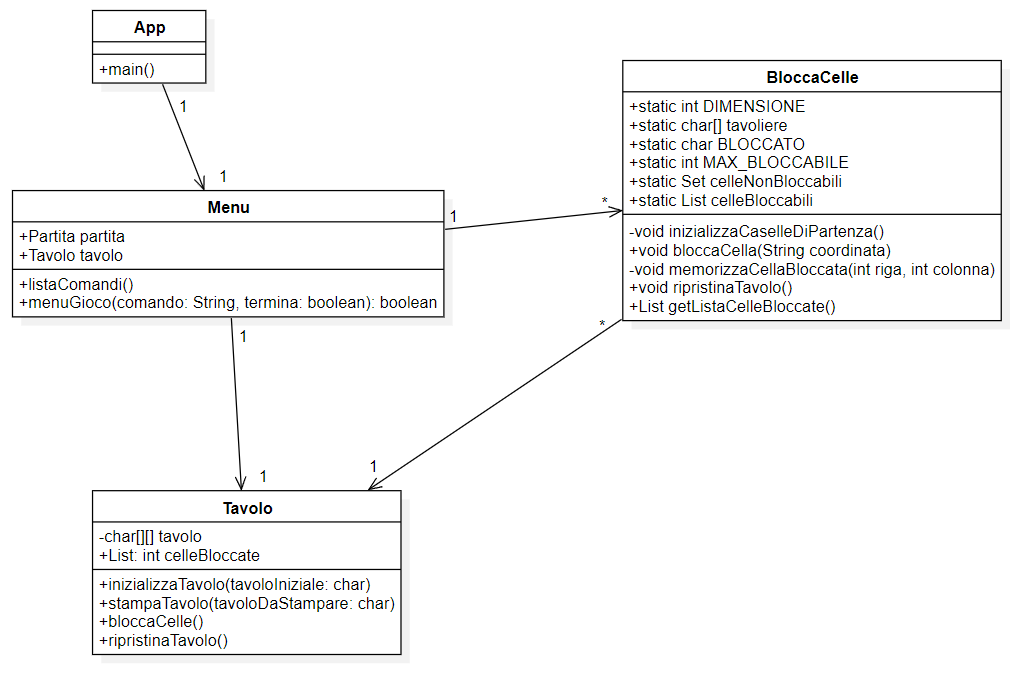 App
+main()
1
1
Menu
+Partita partita
+Tavolo tavolo
+listaComandi()
+menuGioco(comando: String, termina: boolean): boolean
1
*
BloccaCelle
+static int DIMENSIONE
+static char[] tavoliere
+static char BLOCCATO
+static int MAX_BLOCCABILE
+static Set celleNonBloccabili
+static List celleBloccabili
-void inizializzaCaselleDiPartenza()
+void bloccaCella(String coordinata)
-void memorizzaCellaBloccata(int riga, int colonna)
+void ripristinaTavolo()
+List getListaCelleBloccate()
1
*
1
1
Tavolo
-char[][] tavolo
+List: int celleBloccate
+inizializzaTavolo(tavoloIniziale: char)
+stampaTavolo(tavoloDaStampare: char)
+bloccaCelle()
+ripristinaTavolo()